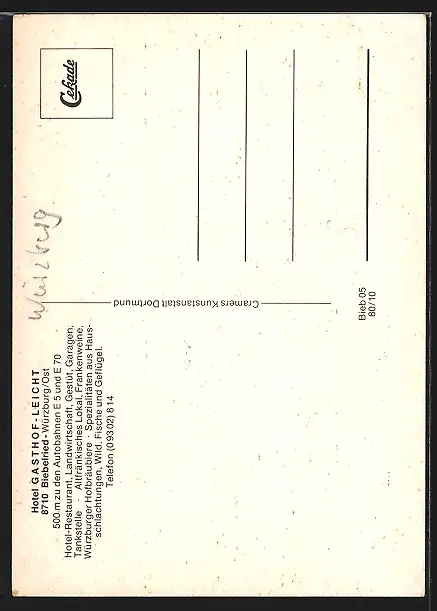 Hotel GASTHOF-LEICHT
8710 Biebelried-Würzburg/Ost
500 m zu den Autobahnen E 5 und E 70
Hotel-Restaurant, Landwirtschaft, Gestüt, Garagen,
Tankstelle · Altfränkisches Lokal, Frankenweine,
Würzburger Hofbräubiere · Spezialitäten aus Haus-
schlachtungen, Wild, Fische und Geflügel.
Telefon (0 93 02) 8 14
Würzberg
Cramers Kunstanstalt Dortmund
Cekade
Bieb 05
80/10